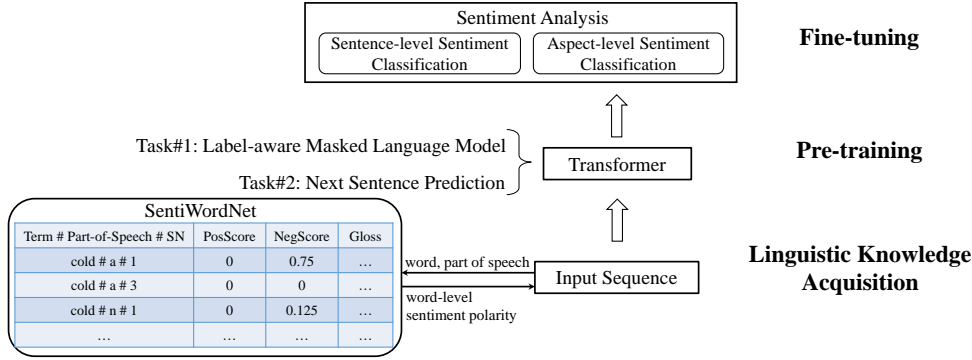 Sentiment Analysis
Sentence-level Sentiment
Classification
Aspect-level Sentiment
Classification
Fine-tuning
Task#1: Label-aware Masked Language Model
Task#2: Next Sentence Prediction
Transformer
Pre-training
SentiWordNet
Term # Part-of-Speech # SN PosScore NegScore Gloss
cold # a # 1 0 0.75 …
cold # a # 3 0 0 …
cold # n # 1 0 0.125 …
… … … …
word, part of speech
word-level
sentiment polarity
Input Sequence
Linguistic Knowledge
Acquisition